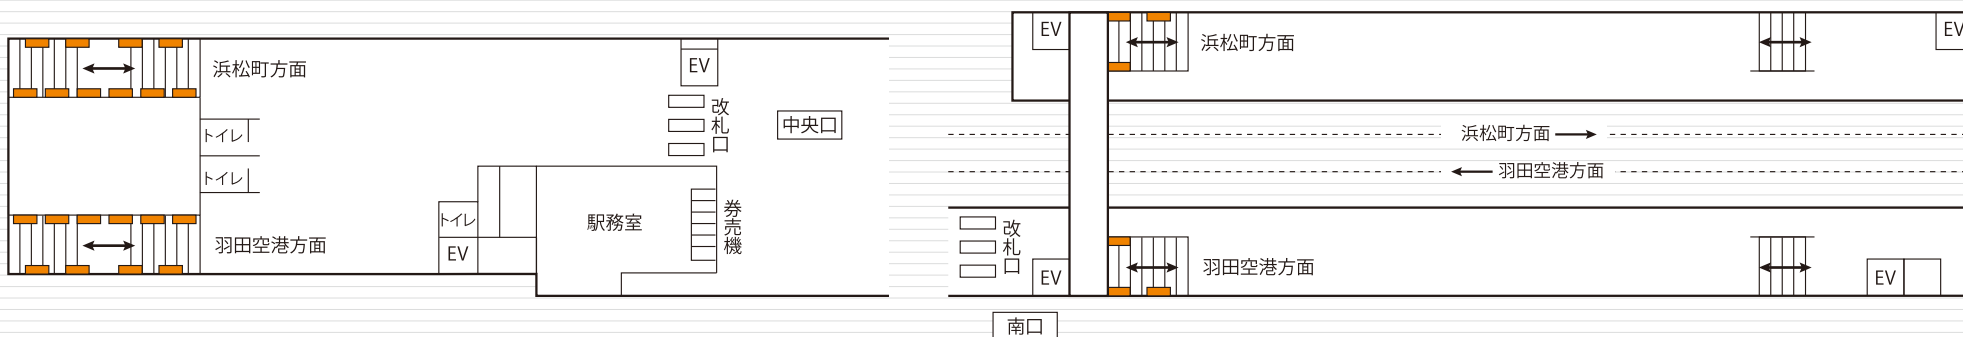 浜松町方面
トイレ
トイレ
羽田空港方面
トイレ
EV
駅務室
券売機
EV
改札口
中央口
EV
浜松町方面
EV
浜松町方面
羽田空港方面
改札口
EV
羽田空港方面
EV
南口